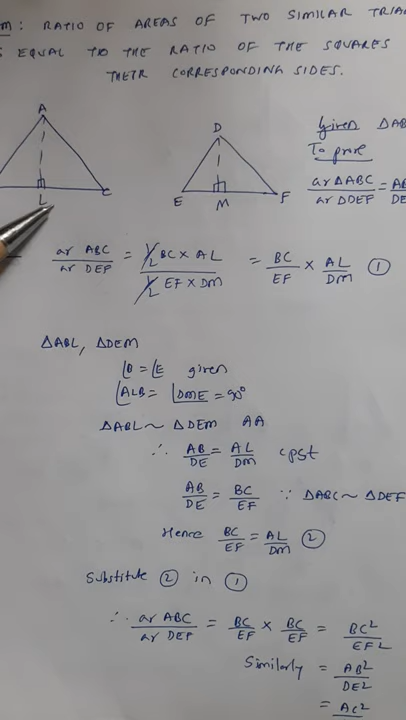 m: RATIO OF AREAS OF TWO SIMILAR TRIA
S EQUAL TO THE RATIO OF THE SQUARES
THEIR CORRESPONDING SIDES.
A
C
L
D
E
M
F
Given ΔAB
To prove
ar ΔABC / ar ΔDEF = AB / DE
ar ABC / ar DEF = 1/2 BC × AL / 1/2 EF × DM = BC/EF × AL/DM ①
ΔABL, ΔDEM
∠B = ∠E given
∠ALB = ∠DME = 90°
ΔABL ~ ΔDEM AA
∴ AB/DE = AL/DM cpst
AB/DE = BC/EF ∵ ΔABC ~ ΔDEF
Hence BC/EF = AL/DM ②
Substitute ② in ①
∴ ar ABC / ar DEF = BC/EF × BC/EF = BC²/EF²
Similarly = AB²/DE²
= AC²